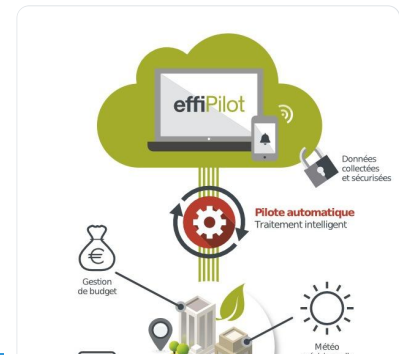 effiPilot
Données
collectées
et sécurisées
Pilote automatique
Traitement intelligent
€
Gestion
de budget
Météo